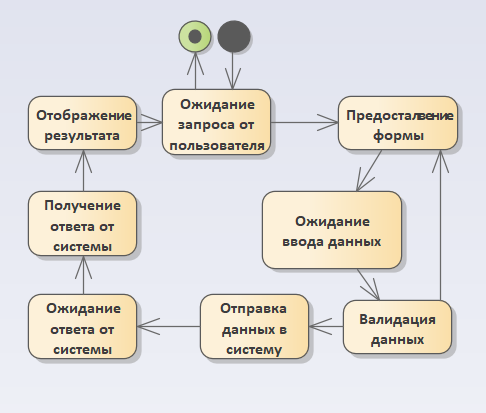 Отображение
результата
Ожидание
запроса от
пользователя
Предостальвение
формы
Получение
ответа от
системы
Ожидание
ввода данных
Ожидание
ответа от
системы
Отправка
данных в
систему
Валидация
данных